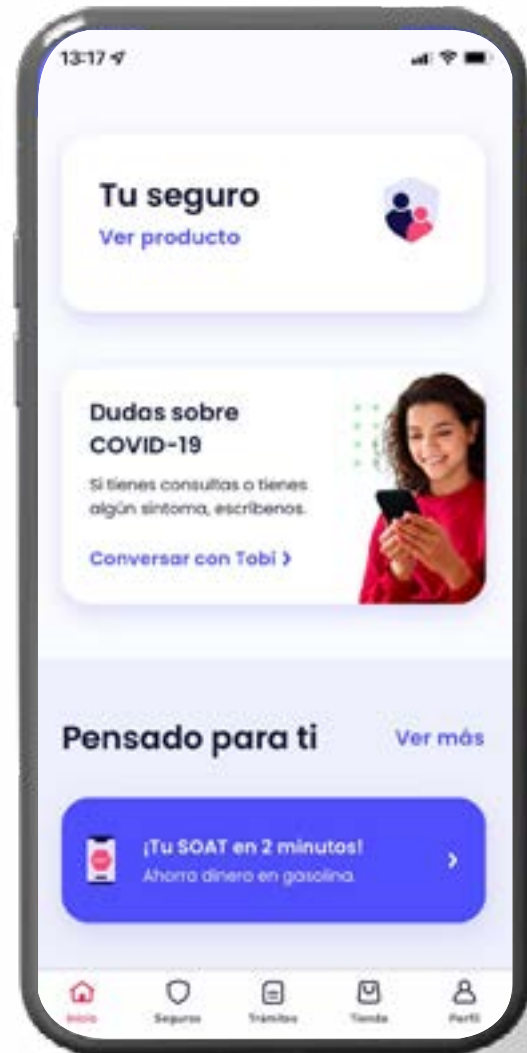 13:17
Tu seguro
Ver producto
Dudas sobre
COVID-19
Si tienes consultas o tienes
algún síntoma, escríbenos.
Conversar con Tobi
Pensado para ti
Ver más
¡Tu SOAT en 2 minutos!
Ahorra dinero en gasolina.
Inicio
Seguros
Trámites
Tienda
Perfil